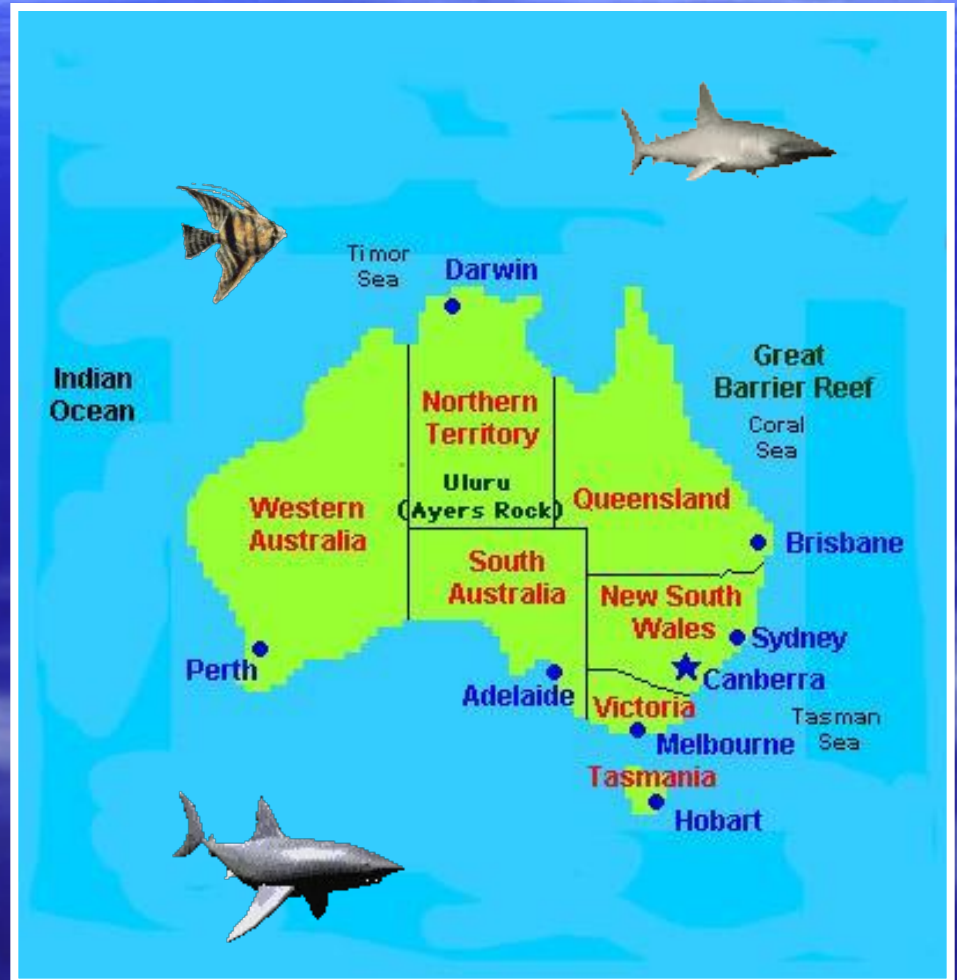 Timor
Sea
Darwin
Indian
Ocean
Great
Barrier Reef
Coral
Sea
Northern
Territory
Uluru
(Ayers Rock)
Western
Australia
Queensland
South
Australia
Brisbane
New South
Wales
Sydney
Perth
Adelaide
Canberra
Victoria
Tasman
Sea
Melbourne
Tasmania
Hobart